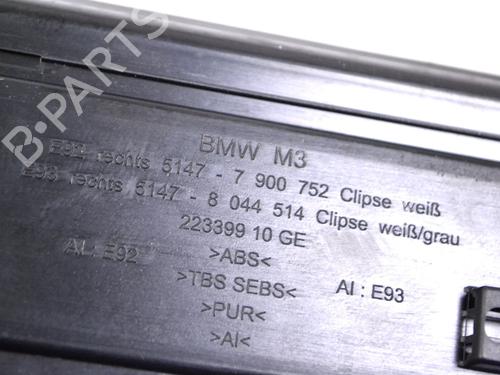 B-PARTS
BMW M3
E92, rechts 5147 - 7 900 752 Clipse weiß
E93, rechts 5147 - 8 044 514 Clipse weiß/grau
223399 10 GE
AI : E92 >ABS<
>TBS SEBS< AI : E93
>PUR<
>AI<